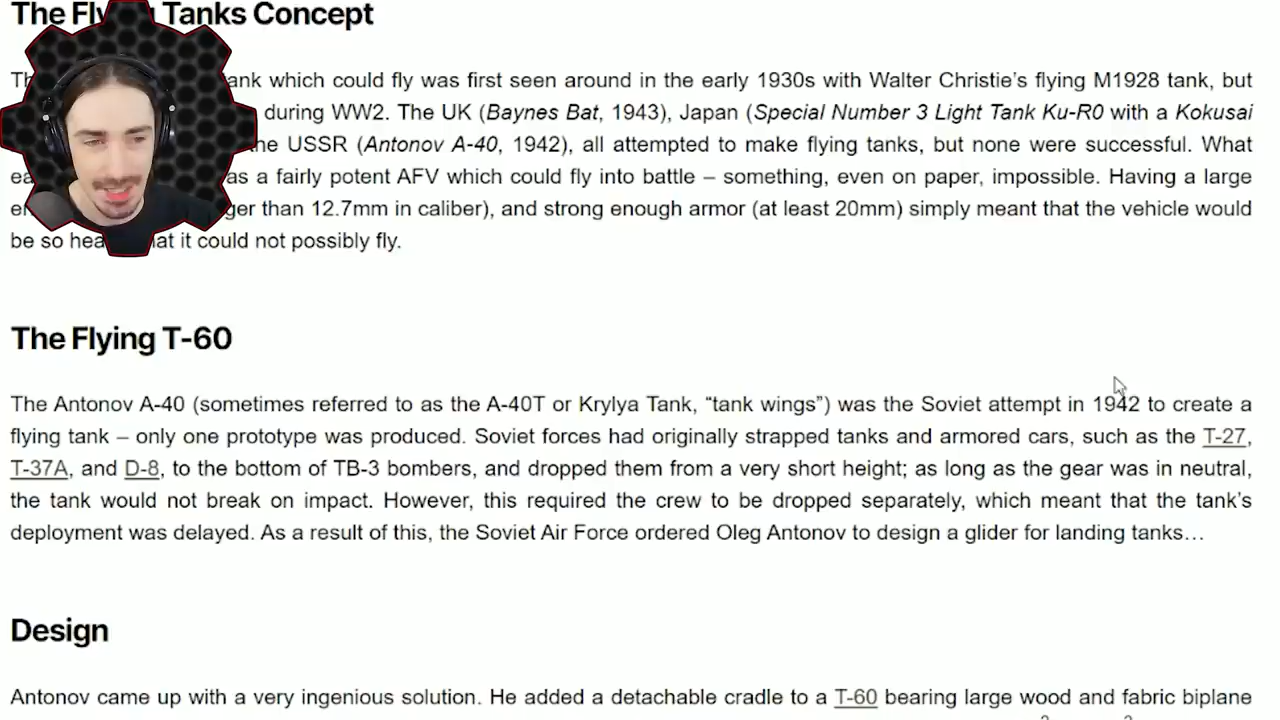 The Fly Tanks Concept
Th ank which could fly was first seen around in the early 1930s with Walter Christie’s flying M1928 tank, but
during WW2. The UK (Baynes Bat, 1943), Japan (Special Number 3 Light Tank Ku-R0 with a Kokusai
he USSR (Antonov A-40, 1942), all attempted to make flying tanks, but none were successful. What
ea as a fairly potent AFV which could fly into battle – something, even on paper, impossible. Having a large
en ger than 12.7mm in caliber), and strong enough armor (at least 20mm) simply meant that the vehicle would
be so hea at it could not possibly fly.
The Flying T-60
The Antonov A-40 (sometimes referred to as the A-40T or Krylya Tank, “tank wings”) was the Soviet attempt in 1942 to create a
flying tank – only one prototype was produced. Soviet forces had originally strapped tanks and armored cars, such as the T-27,
T-37A, and D-8, to the bottom of TB-3 bombers, and dropped them from a very short height; as long as the gear was in neutral,
the tank would not break on impact. However, this required the crew to be dropped separately, which meant that the tank’s
deployment was delayed. As a result of this, the Soviet Air Force ordered Oleg Antonov to design a glider for landing tanks…
Design
Antonov came up with a very ingenious solution. He added a detachable cradle to a T-60 bearing large wood and fabric biplane